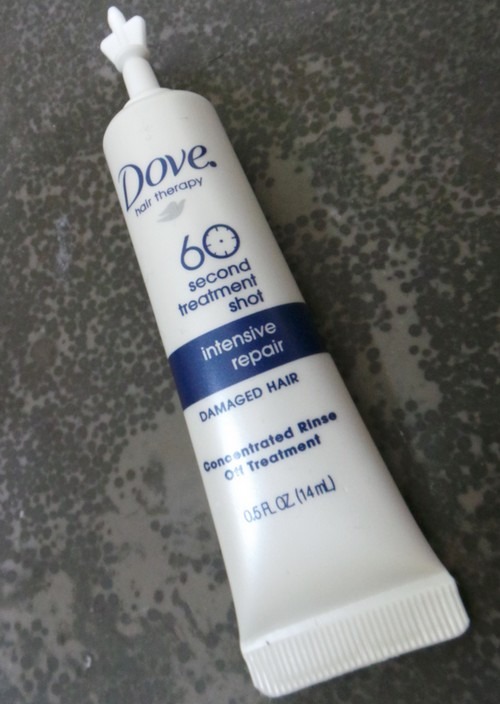 Dove
hair therapy
60
second
treatment
shot
intensive
repair
DAMAGED HAIR
Concentrated Rinse
Off Treatment
0.5 FL. OZ. (14 mL)